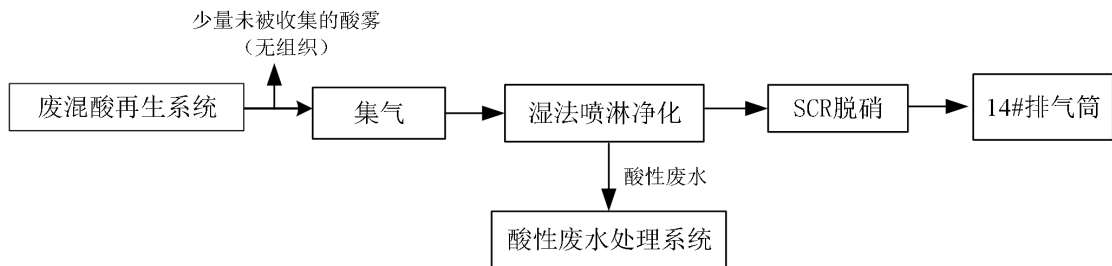 少量未被收集的酸雾
（无组织）
废混酸再生系统
集气
湿法喷淋净化
SCR脱硝
14#排气筒
酸性废水
酸性废水处理系统